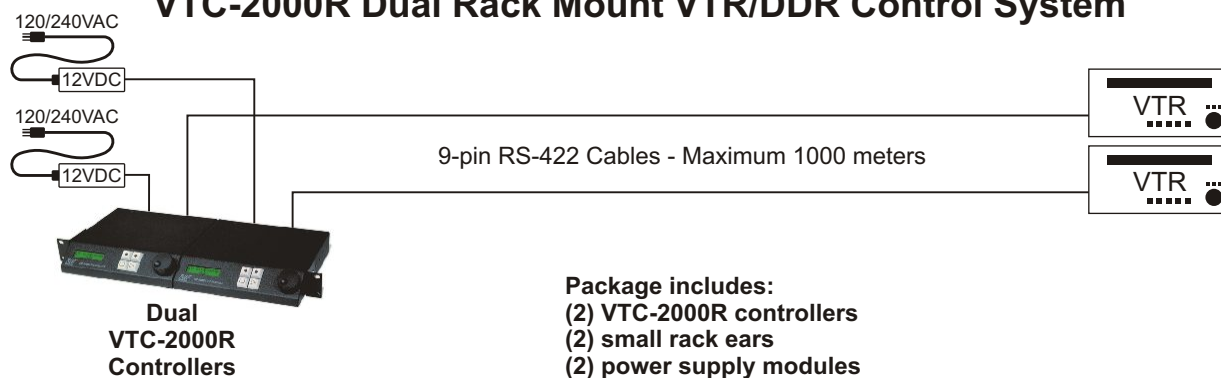 VTC-2000R Dual Rack Mount VTR/DDR Control System
120/240VAC
12VDC
120/240VAC
12VDC
VTR
9-pin RS-422 Cables - Maximum 1000 meters
VTR
Dual
VTC-2000R
Controllers
Package includes:
(2) VTC-2000R controllers
(2) small rack ears
(2) power supply modules